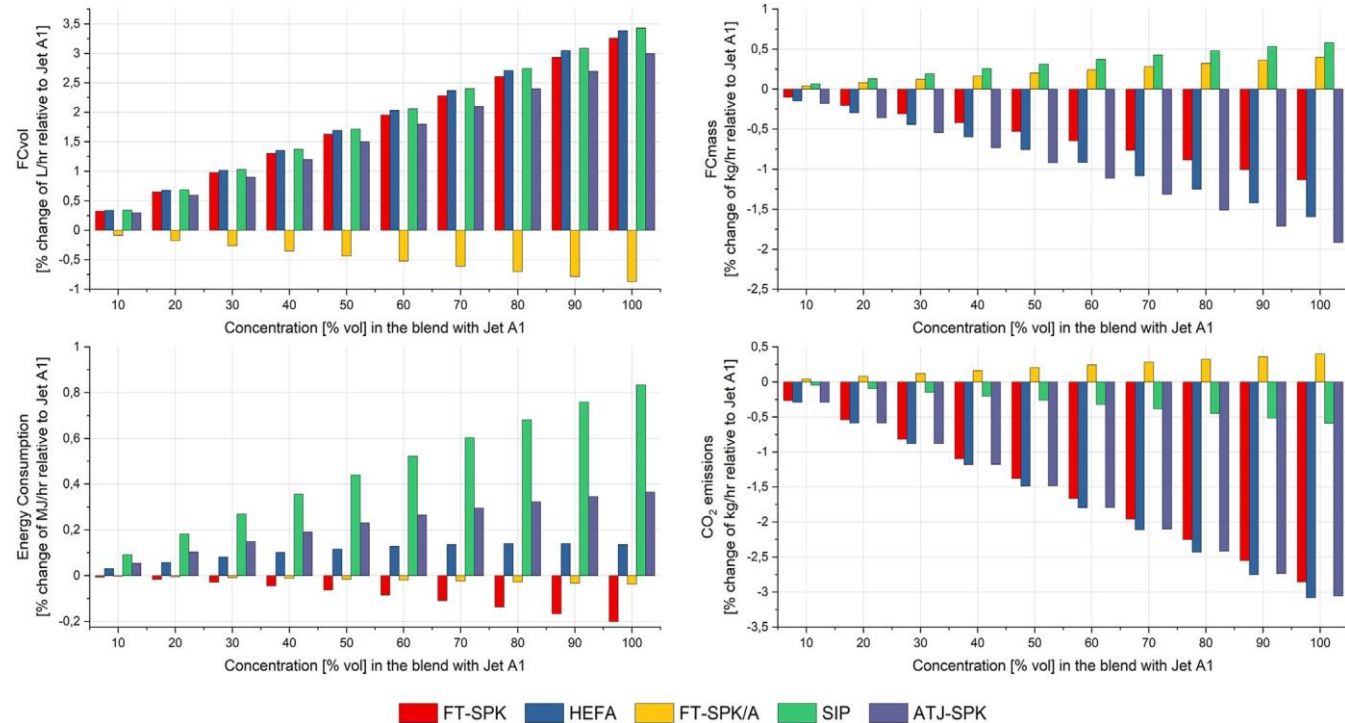 FCvol
[% change of L/hr relative to Jet A1]
3,5
3
2,5
2
1,5
1
0,5
0
-0,5
-1
10 20 30 40 50 60 70 80 90 100
Concentration [% vol] in the blend with Jet A1
FCmass
[% change of kg/hr relative to Jet A1]
1
0,5
0
-0,5
-1
-1,5
-2
-2,5
10 20 30 40 50 60 70 80 90 100
Concentration [% vol] in the blend with Jet A1
Energy Consumption
[% change of MJ/hr relative to Jet A1]
1
0,8
0,6
0,4
0,2
0
-0,2
10 20 30 40 50 60 70 80 90 100
Concentration [% vol] in the blend with Jet A1
CO₂ emissions
[% change of kg/hr relative to Jet A1]
0,5
0
-0,5
-1
-1,5
-2
-2,5
-3
-3,5
10 20 30 40 50 60 70 80 90 100
Concentration [% vol] in the blend with Jet A1
FT-SPK HEFA FT-SPK/A SIP ATJ-SPK